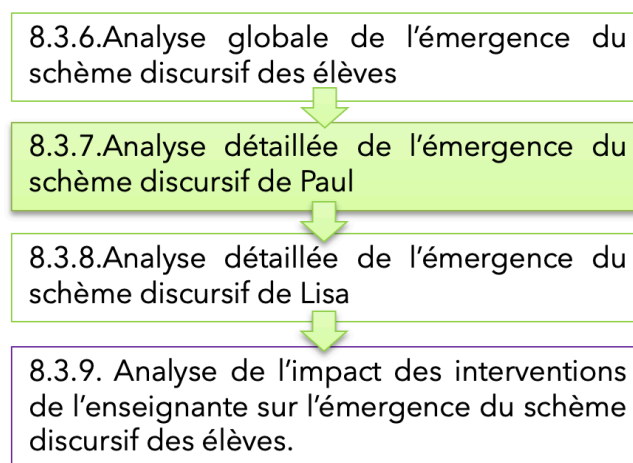 8.3.6.Analyse globale de l’émergence du
schème discursif des élèves
8.3.7.Analyse détaillée de l’émergence du
schème discursif de Paul
8.3.8.Analyse détaillée de l’émergence du
schème discursif de Lisa
8.3.9. Analyse de l’impact des interventions
de l’enseignante sur l’émergence du schème
discursif des élèves.